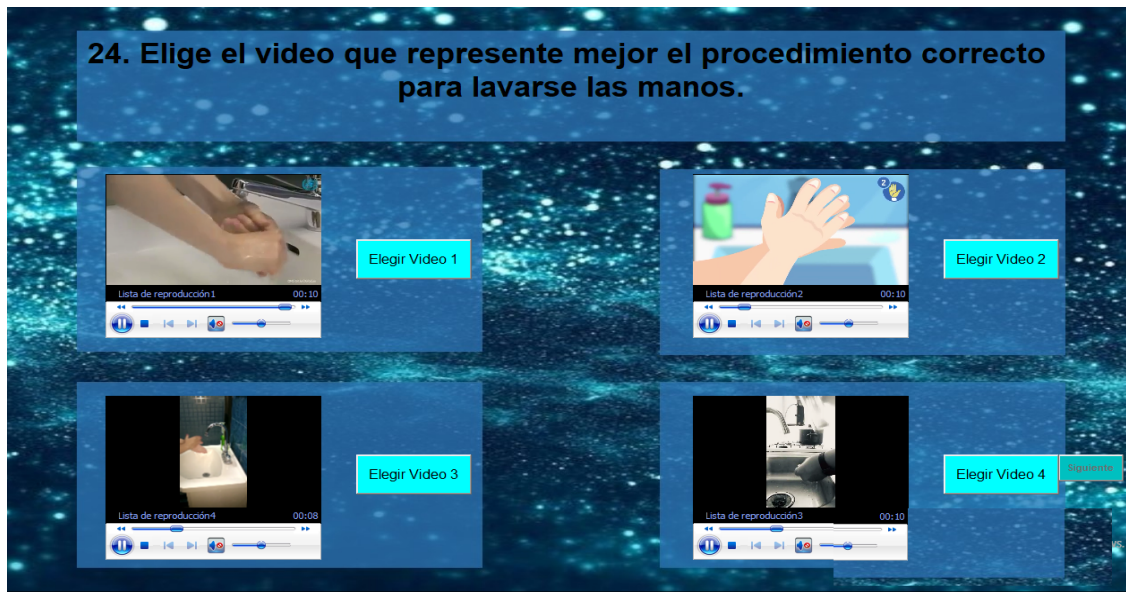 24. Elige el video que represente mejor el procedimiento correcto
para lavarse las manos.
Lista de reproducción1 00:10
Elegir Video 1
2
Lista de reproducción2 00:10
Elegir Video 2
Lista de reproducción4 00:08
Elegir Video 3
Lista de reproducción3 00:10
Elegir Video 4
Siguiente